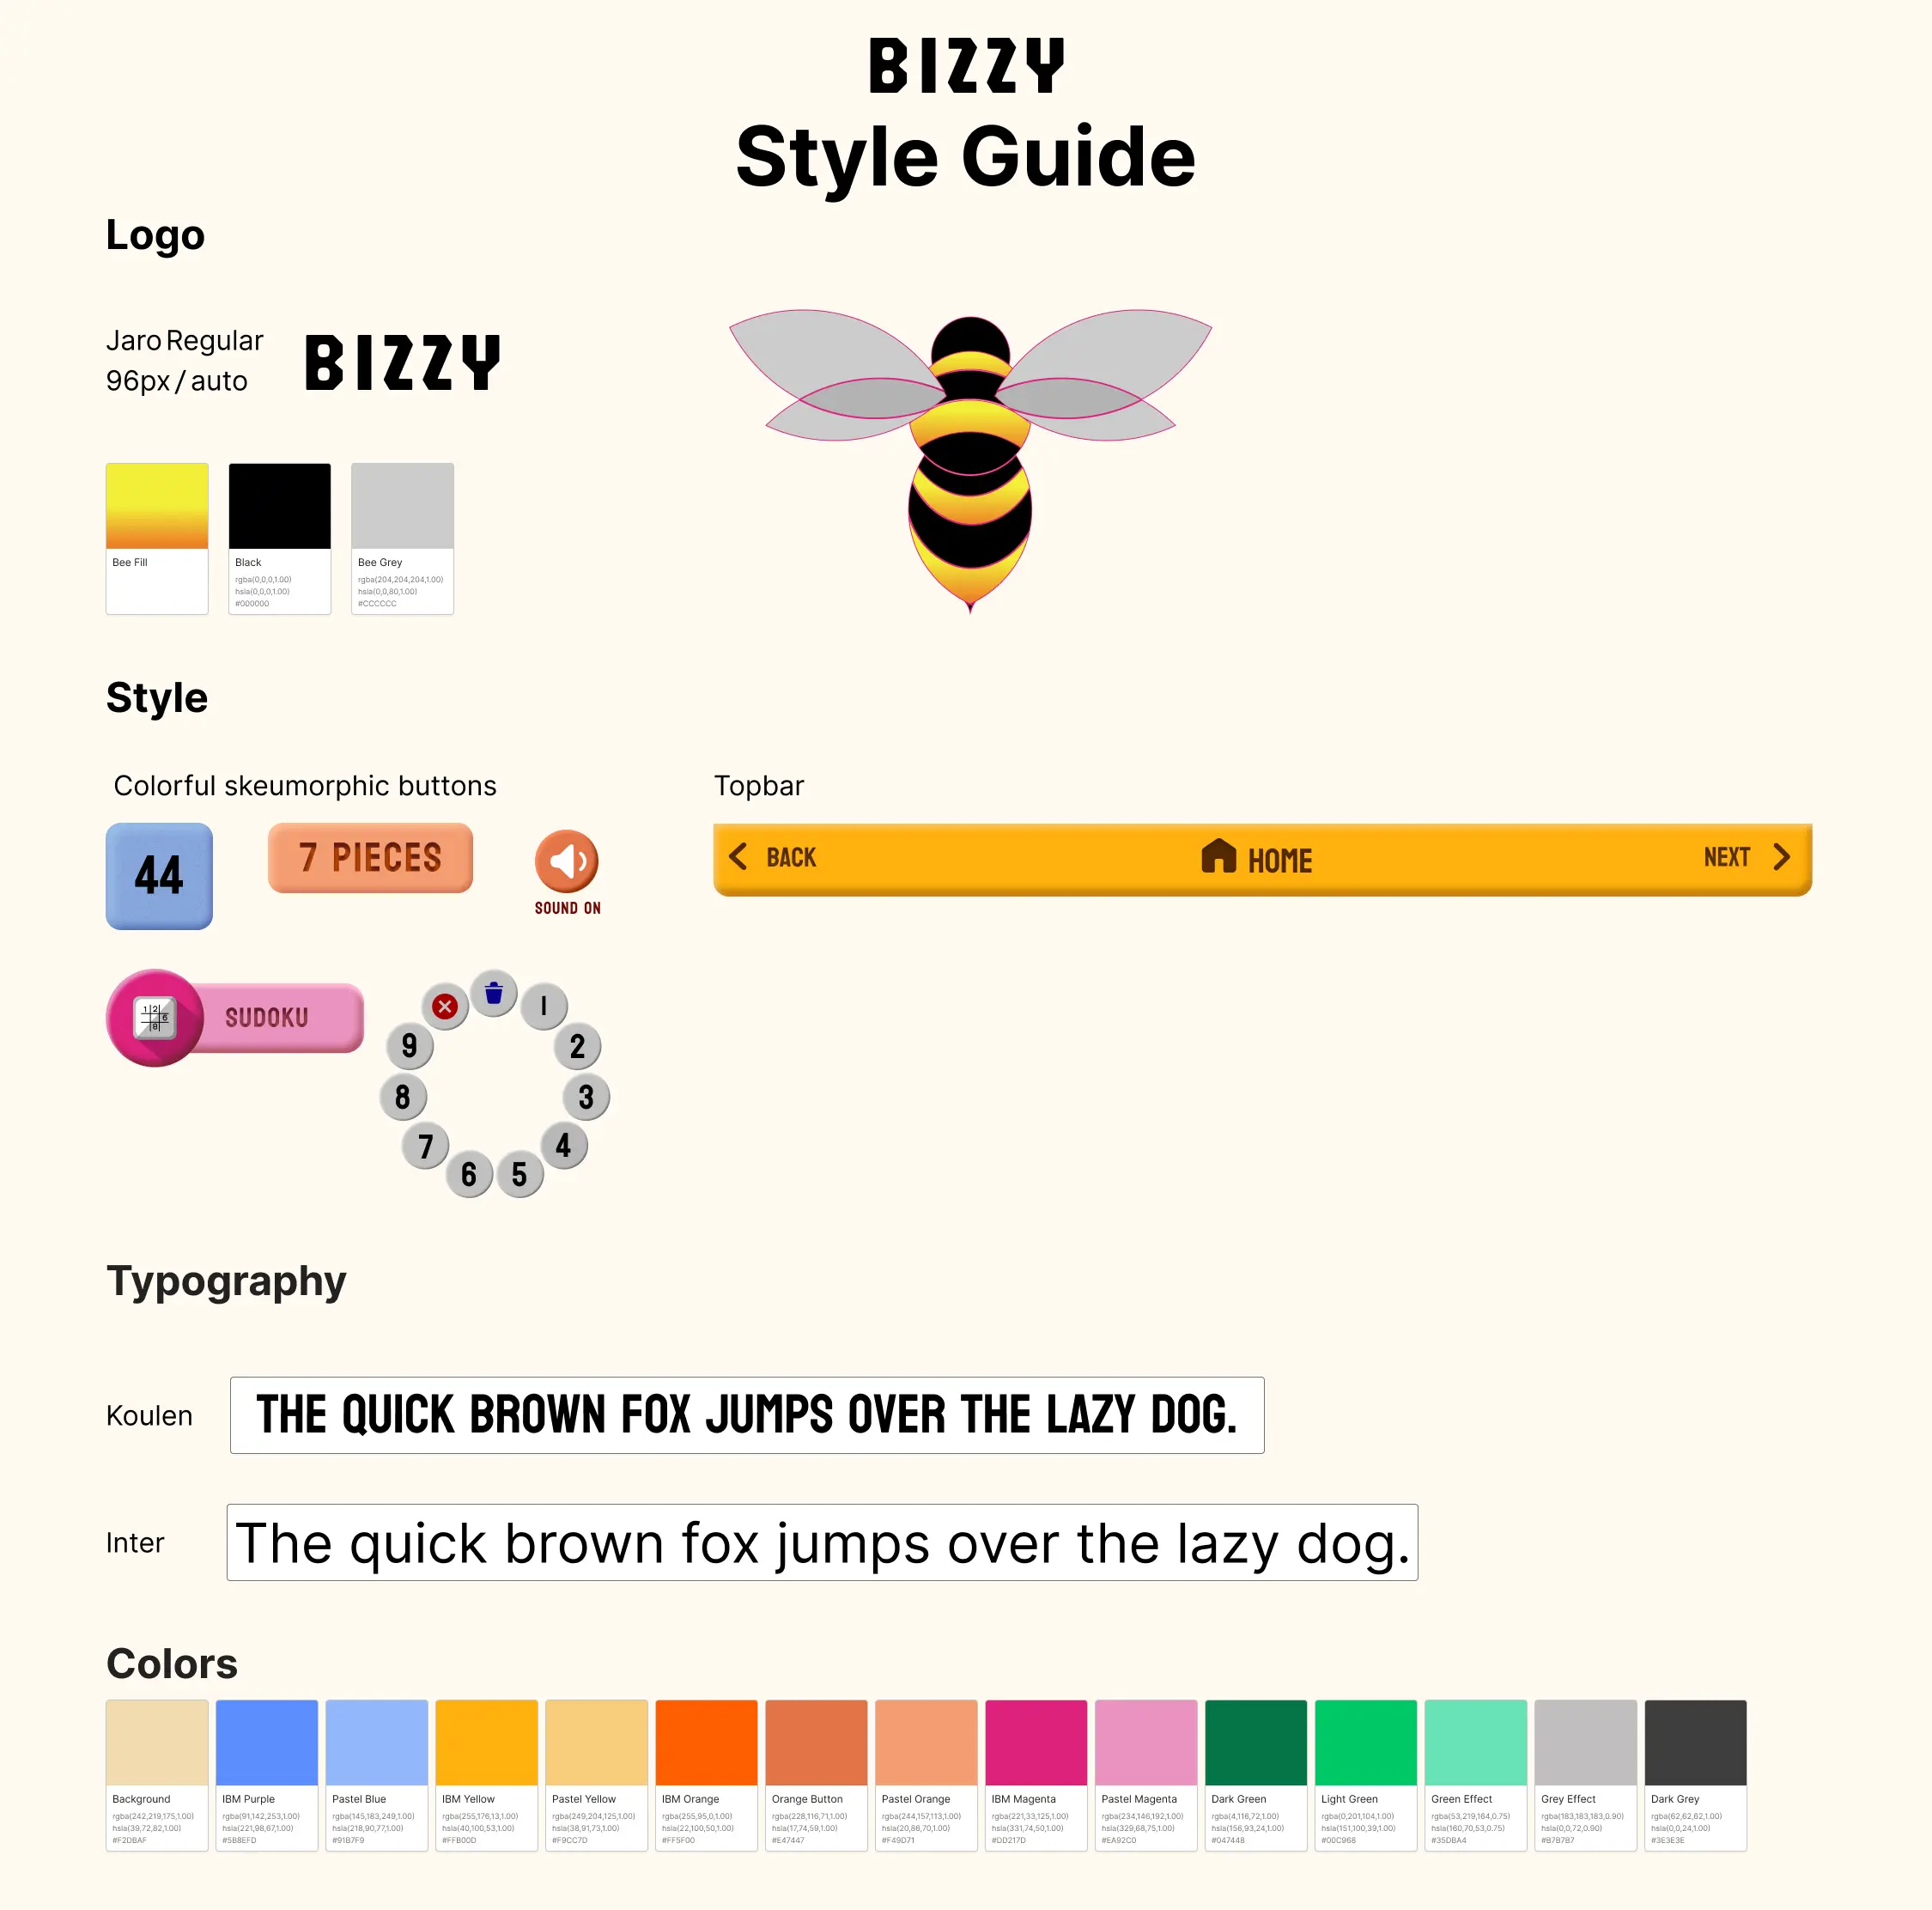 BIZZY
Style Guide
Logo
Jaro Regular
96px / auto
BIZZY
Bee Fill
Black
rgba(0,0,0,1.00)
hsla(0,0,0,1.00)
#000000
Bee Grey
rgba(204,204,204,1.00)
hsla(0,0,80,1.00)
#CCCCCC
Style
Colorful skeumorphic buttons
Topbar
44
7 PIECES
SOUND ON
BACK
HOME
NEXT
SUDOKU
1 2
6
8
1
2
3
4
5
6
7
8
9
Typography
Koulen
THE QUICK BROWN FOX JUMPS OVER THE LAZY DOG.
Inter
The quick brown fox jumps over the lazy dog.
Colors
Background
rgba(242,219,175,1.00)
hsla(39,72,82,1.00)
#F2DBAF
IBM Purple
rgba(91,142,253,1.00)
hsla(221,98,67,1.00)
#5B8EFD
Pastel Blue
rgba(145,183,249,1.00)
hsla(218,90,77,1.00)
#91B7F9
IBM Yellow
rgba(255,176,13,1.00)
hsla(40,100,53,1.00)
#FFB00D
Pastel Yellow
rgba(249,204,125,1.00)
hsla(38,91,73,1.00)
#F9CC7D
IBM Orange
rgba(255,95,0,1.00)
hsla(22,100,50,1.00)
#FF5F00
Orange Button
rgba(228,116,71,1.00)
hsla(17,74,59,1.00)
#E47447
Pastel Orange
rgba(244,157,113,1.00)
hsla(20,86,70,1.00)
#F49D71
IBM Magenta
rgba(221,33,125,1.00)
hsla(331,74,50,1.00)
#DD217D
Pastel Magenta
rgba(234,146,192,1.00)
hsla(329,68,75,1.00)
#EA92C0
Dark Green
rgba(4,116,72,1.00)
hsla(156,93,24,1.00)
#047448
Light Green
rgba(0,201,104,1.00)
hsla(151,100,39,1.00)
#00C968
Green Effect
rgba(53,219,164,0.75)
hsla(160,70,53,0.75)
#35DBA4
Grey Effect
rgba(183,183,183,0.90)
hsla(0,0,72,0.90)
#B7B7B7
Dark Grey
rgba(62,62,62,1.00)
hsla(0,0,24,1.00)
#3E3E3E